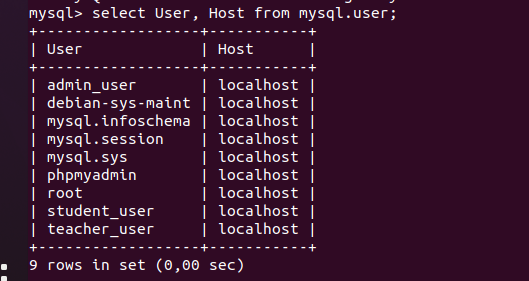 mysql> select User, Host from mysql.user;
+------------------+-----------+
| User             | Host      |
+------------------+-----------+
| admin_user       | localhost |
| debian-sys-maint | localhost |
| mysql.infoschema | localhost |
| mysql.session    | localhost |
| mysql.sys        | localhost |
| phpmyadmin       | localhost |
| root             | localhost |
| student_user     | localhost |
| teacher_user     | localhost |
+------------------+-----------+
9 rows in set (0,00 sec)